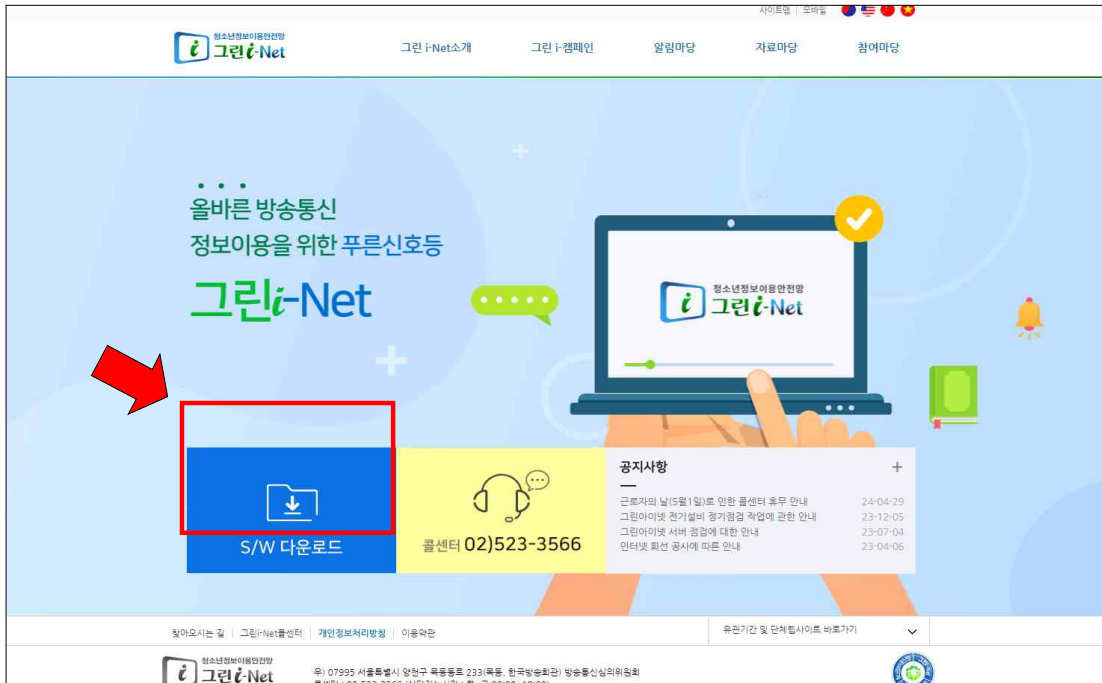 사이트맵 | 모바일
청소년정보이용안전망
그린 i-Net
그린 i-Net소개
그린 i-캠페인
알림마당
자료마당
참여마당
올바른 방송통신
정보이용을 위한 푸른신호등
그린i-Net
청소년정보이용안전망
그린 i-Net
S/W 다운로드
콜센터 02)523-3566
공지사항
+
근로자의 날(5월1일)로 인한 콜센터 휴무 안내 24-04-29
그린아이넷 전기설비 정기점검 작업에 관한 안내 23-12-05
그린아이넷 서버 점검에 대한 안내 23-07-04
인터넷 회선 공사에 따른 안내 23-04-06
찾아오시는 길 | 그린i-Net콜센터 | 개인정보처리방침 | 이용약관
유관기간 및 단체웹사이트 바로가기
청소년정보이용안전망
그린 i-Net
우) 07995 서울특별시 양천구 목동동로 233(목동, 한국방송회관) 방송통신심의위원회